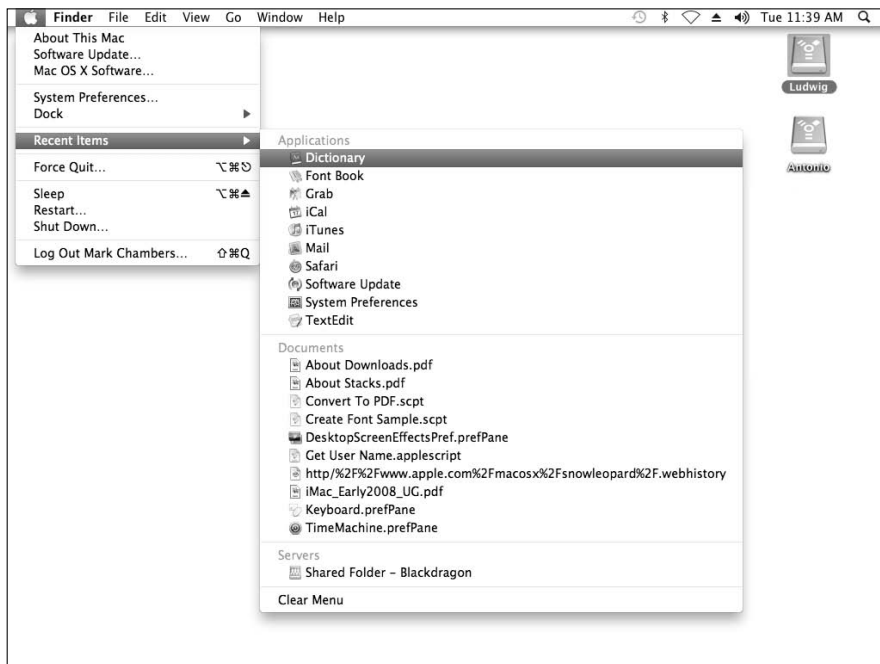 Finder File Edit View Go Window Help Tue 11:39 AM
About This Mac
Software Update...
Mac OS X Software...
System Preferences...
Dock
Recent Items
Force Quit... ⌥⌘⎋
Sleep ⌥⌘⏏
Restart...
Shut Down...
Log Out Mark Chambers... ⇧⌘Q
Applications
Dictionary
Font Book
Grab
iCal
iTunes
Mail
Safari
Software Update
System Preferences
TextEdit
Documents
About Downloads.pdf
About Stacks.pdf
Convert To PDF.scpt
Create Font Sample.scpt
DesktopScreenEffectsPref.prefPane
Get User Name.applescript
http/%2F%2Fwww.apple.com%2Fmacosx%2Fsnowleopard%2F.webhistory
iMac_Early2008_UG.pdf
Keyboard.prefPane
TimeMachine.prefPane
Servers
Shared Folder – Blackdragon
Clear Menu
Ludwig
Antonio